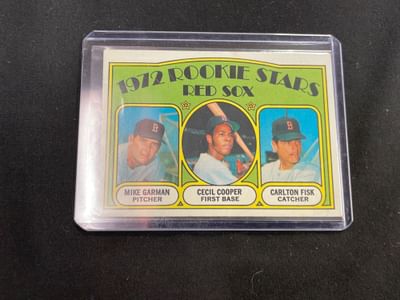 1972 ROOKIE STARS
RED SOX
B
B
MIKE GARMAN
PITCHER
CECIL COOPER
FIRST BASE
CARLTON FISK
CATCHER